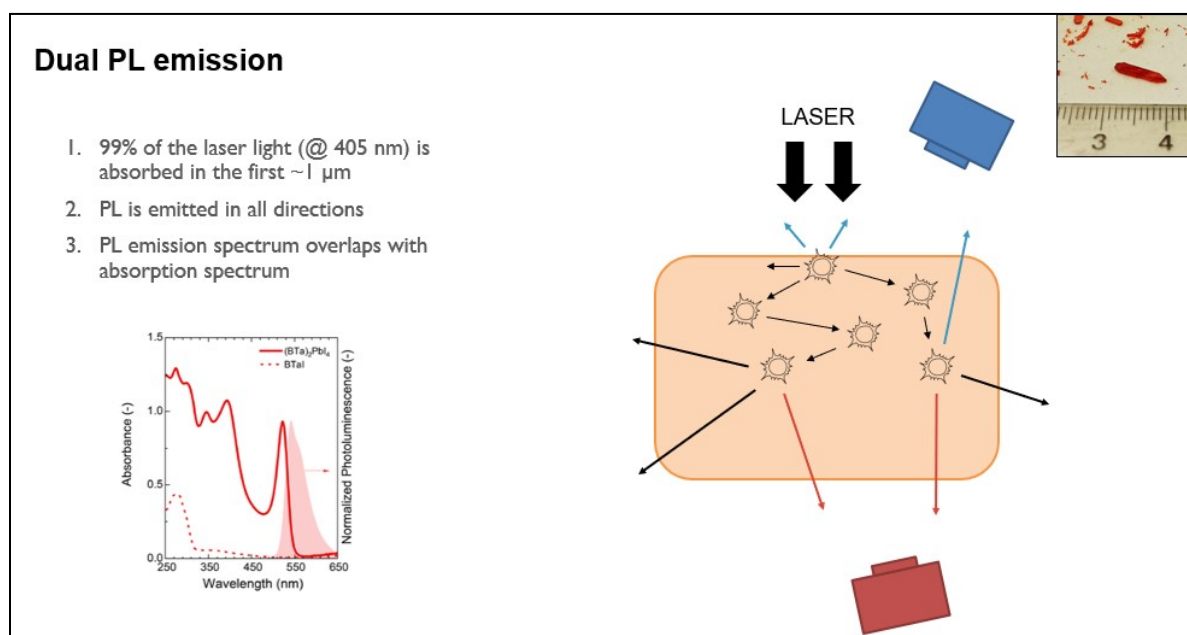 Dual PL emission
1. 99% of the laser light (@ 405 nm) is
absorbed in the first ~1 µm
2. PL is emitted in all directions
3. PL emission spectrum overlaps with
absorption spectrum
LASER
3 4
1.5
1.0
0.5
0.0
Absorbance (-)
(BTa)₂PbI₄
BTaI
Normalized Photoluminescence (-)
250 350 450 550 650
Wavelength (nm)